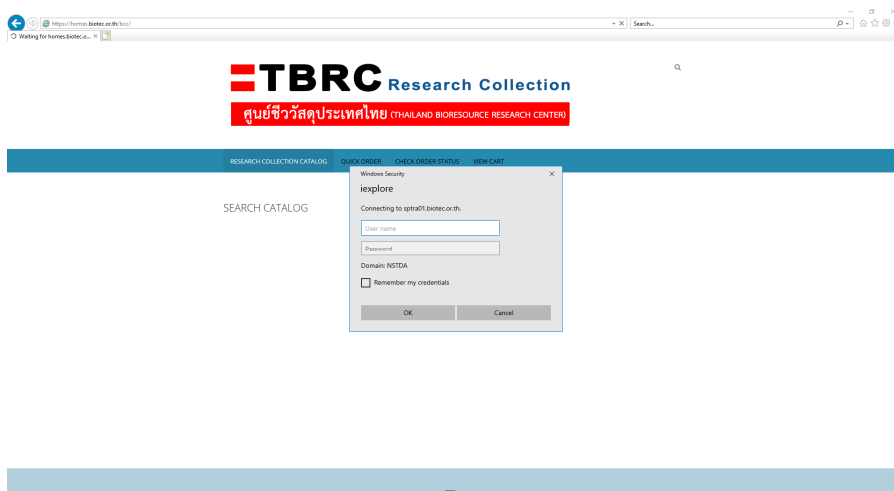 https://homes.biotec.or.th/bcc/
Search...
Waiting for homes.biotec.o...
TBRC Research Collection
ศูนย์ชีววัสดุประเทศไทย (THAILAND BIORESOURCE RESEARCH CENTER)
RESEARCH COLLECTION CATALOG QUICK ORDER CHECK ORDER STATUS VIEW CART
SEARCH CATALOG
Windows Security
iexplore
Connecting to sptra01.biotec.or.th.
User name
Password
Domain: NSTDA
Remember my credentials
OK Cancel